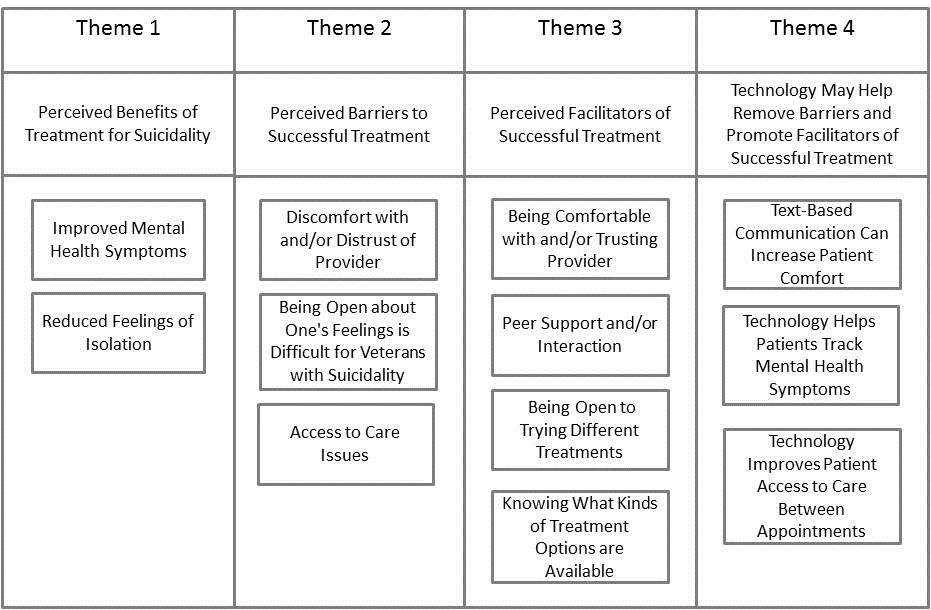 Theme 1
Theme 2
Theme 3
Theme 4
Perceived Benefits of
Treatment for Suicidality
Perceived Barriers to
Successful Treatment
Perceived Facilitators of
Successful Treatment
Technology May Help
Remove Barriers and
Promote Facilitators of
Successful Treatment
Improved Mental
Health Symptoms
Reduced Feelings of
Isolation
Discomfort with
and/or Distrust of
Provider
Being Open about
One's Feelings is
Difficult for Veterans
with Suicidality
Access to Care
Issues
Being Comfortable
with and/or Trusting
Provider
Peer Support and/or
Interaction
Being Open to
Trying Different
Treatments
Knowing What Kinds
of Treatment
Options are
Available
Text-Based
Communication Can
Increase Patient
Comfort
Technology Helps
Patients Track
Mental Health
Symptoms
Technology
Improves Patient
Access to Care
Between
Appointments